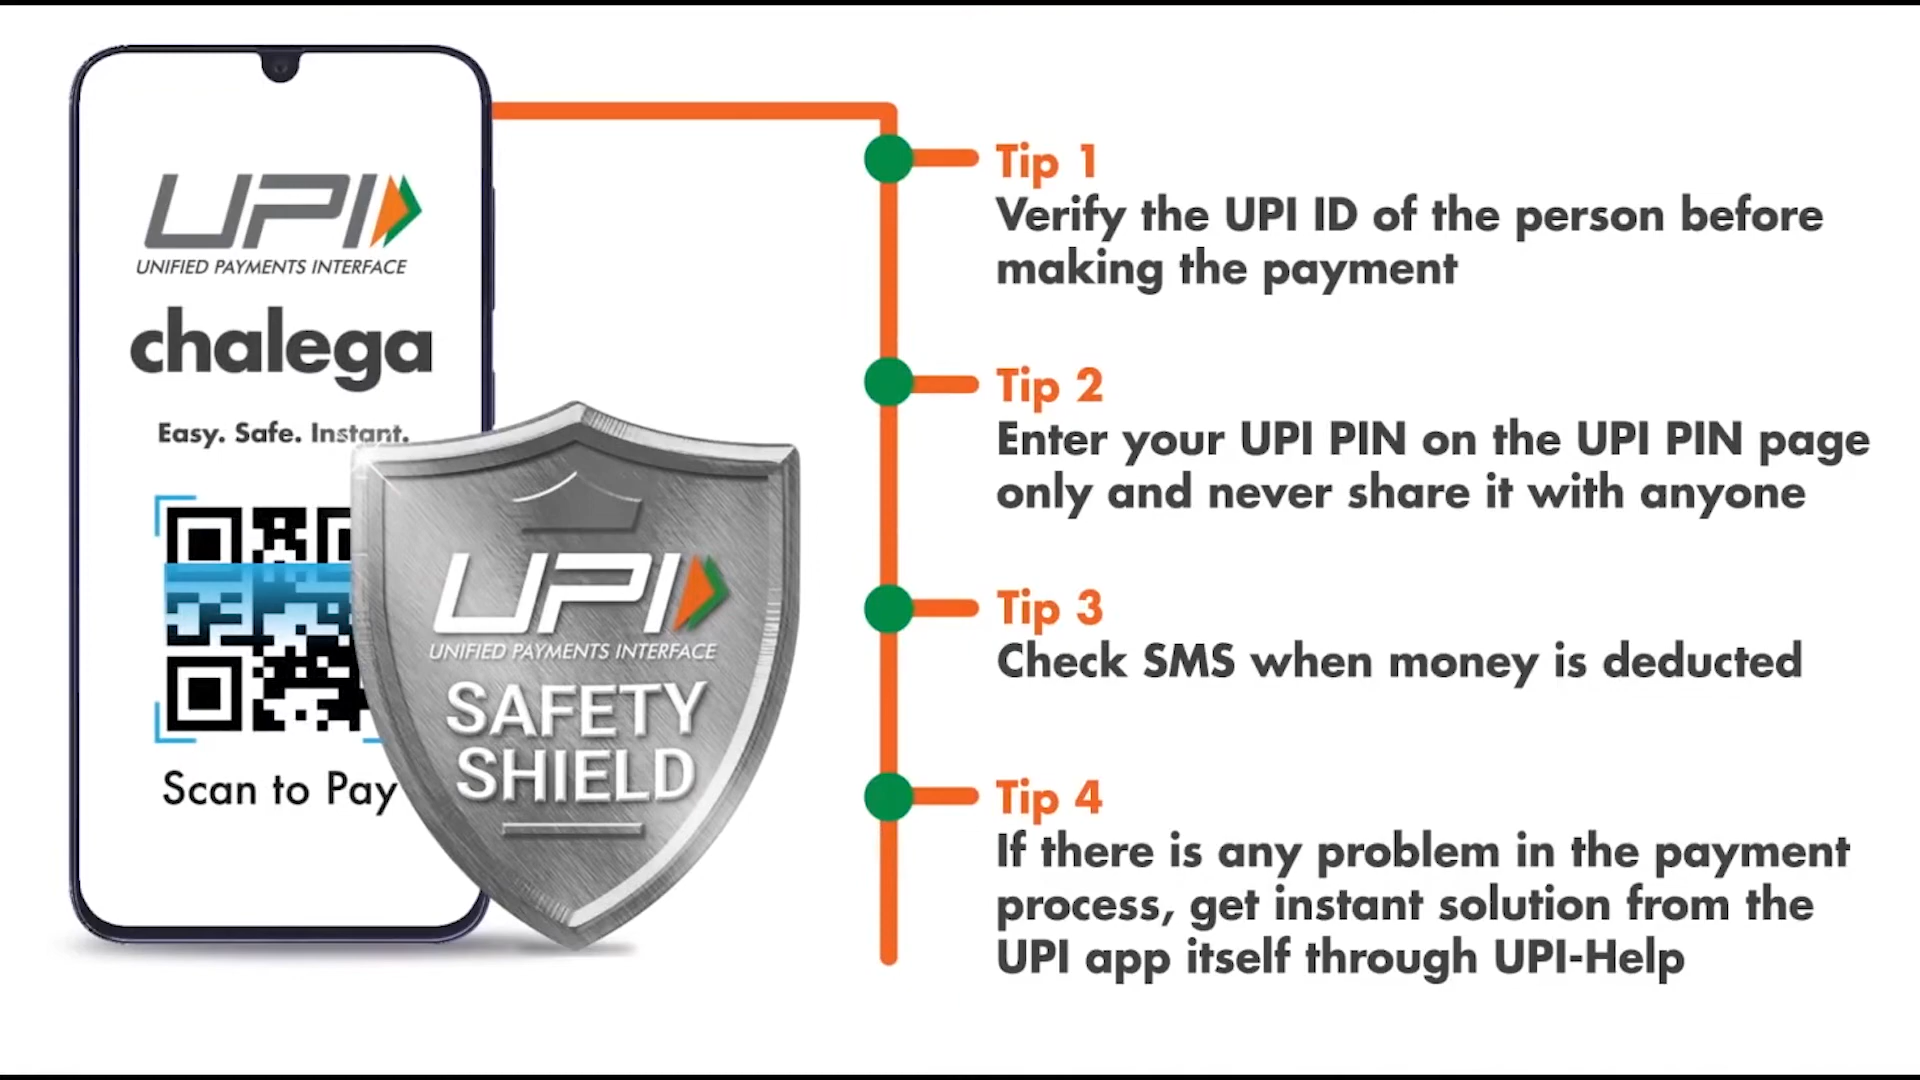 UPI
UNIFIED PAYMENTS INTERFACE
chalega
Easy. Safe. Instant.
Scan to Pay
UPI
UNIFIED PAYMENTS INTERFACE
SAFETY
SHIELD
Tip 1
Verify the UPI ID of the person before
making the payment
Tip 2
Enter your UPI PIN on the UPI PIN page
only and never share it with anyone
Tip 3
Check SMS when money is deducted
Tip 4
If there is any problem in the payment
process, get instant solution from the
UPI app itself through UPI-Help